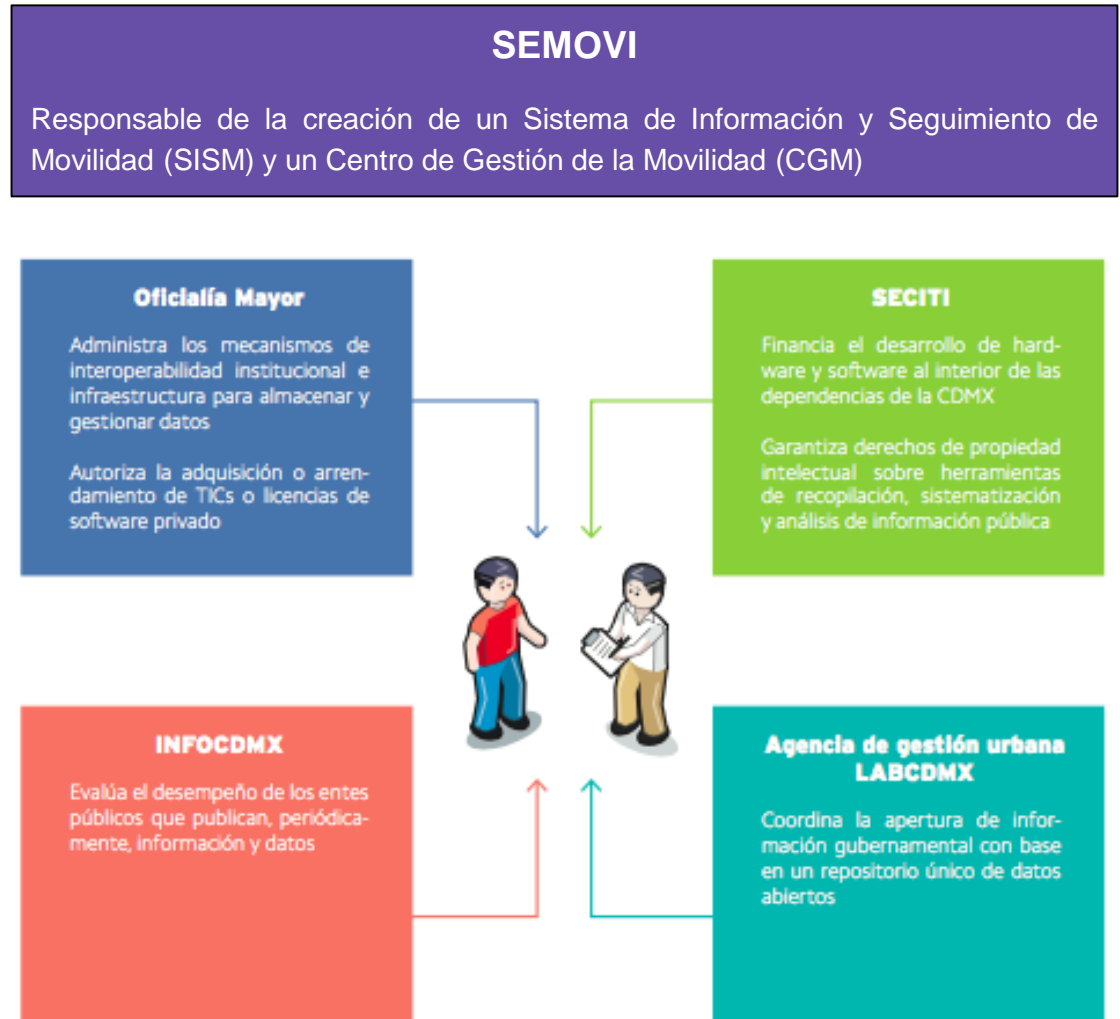 SEMOVI
Responsable de la creación de un Sistema de Información y Seguimiento de
Movilidad (SISM) y un Centro de Gestión de la Movilidad (CGM)
Oficialía Mayor
Administra los mecanismos de
interoperabilidad institucional e
infraestructura para almacenar y
gestionar datos
Autoriza la adquisición o arren-
damiento de TICs o licencias de
software privado
SECITI
Financia el desarrollo de hard-
ware y software al interior de las
dependencias de la CDMX
Garantiza derechos de propiedad
intelectual sobre herramientas
de recopilación, sistematización
y análisis de información pública
INFOCDMX
Evalúa el desempeño de los entes
públicos que publican, periódica-
mente, información y datos
Agencia de gestión urbana
LABCDMX
Coordina la apertura de infor-
mación gubernamental con base
en un repositorio único de datos
abiertos